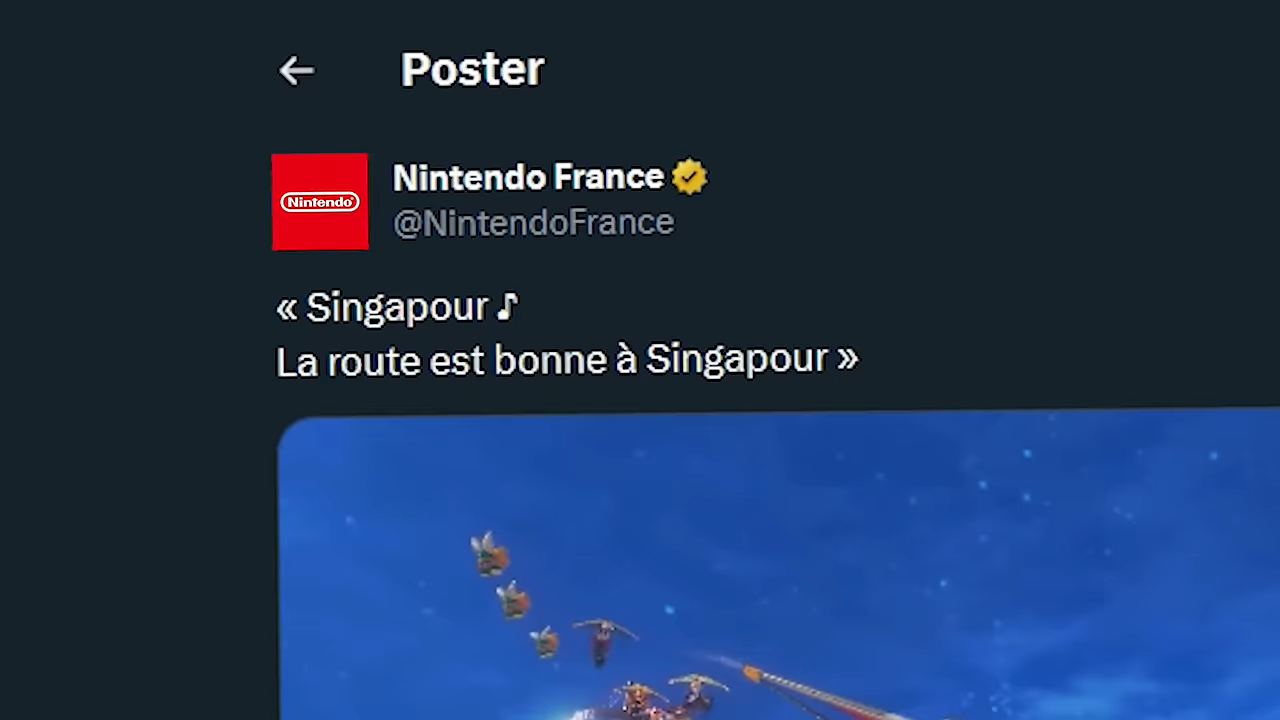 Poster
Nintendo
Nintendo France
@NintendoFrance
« Singapour ♪
La route est bonne à Singapour »